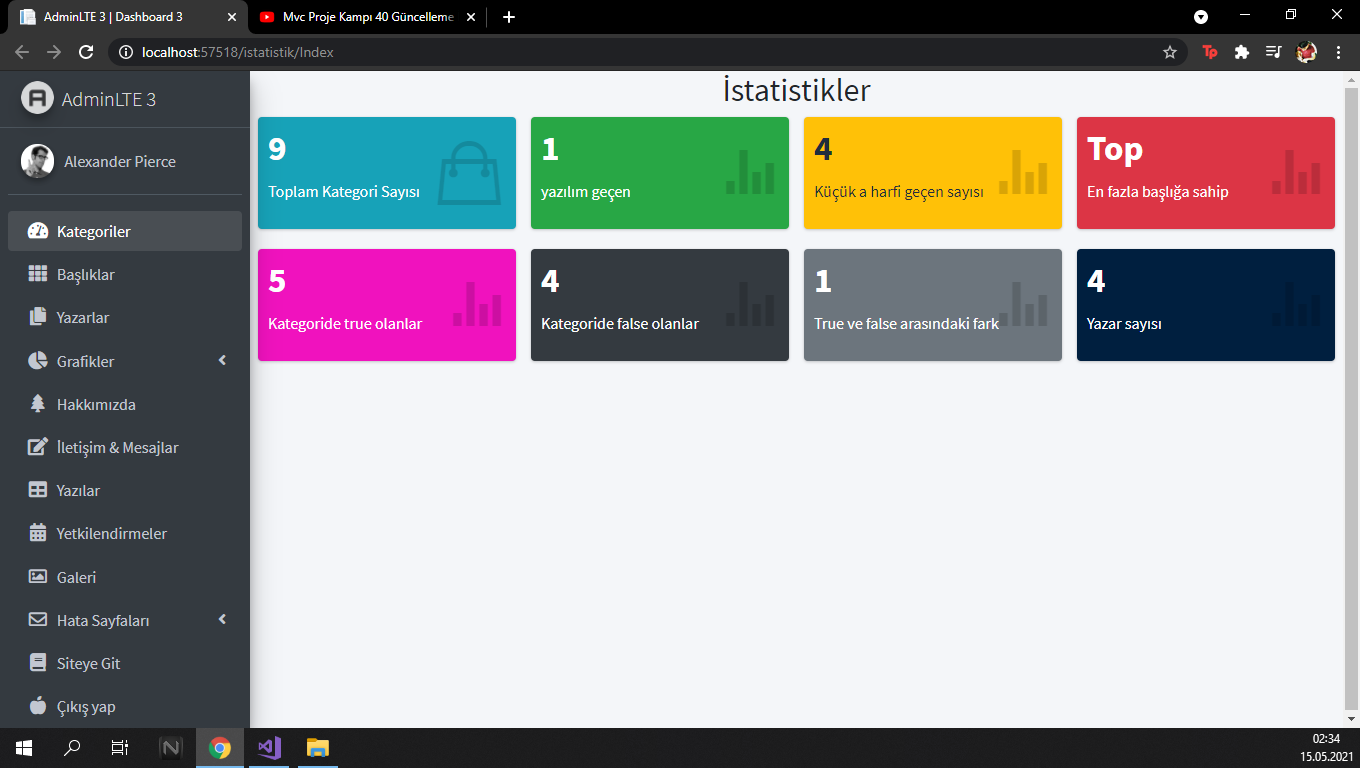 AdminLTE 3 | Dashboard 3
Mvc Proje Kampı 40 Güncelleme
localhost:57518/istatistik/Index
Tp
AdminLTE 3
Alexander Pierce
Kategoriler
Başlıklar
Yazarlar
Grafikler
Hakkımızda
İletişim & Mesajlar
Yazılar
Yetkilendirmeler
Galeri
Hata Sayfaları
Siteye Git
Çıkış yap
İstatistikler
9
Toplam Kategori Sayısı
1
yazılım geçen
4
Küçük a harfi geçen sayısı
Top
En fazla başlığa sahip
5
Kategoride true olanlar
4
Kategoride false olanlar
1
True ve false arasındaki fark
4
Yazar sayısı
N
02:34
15.05.2021